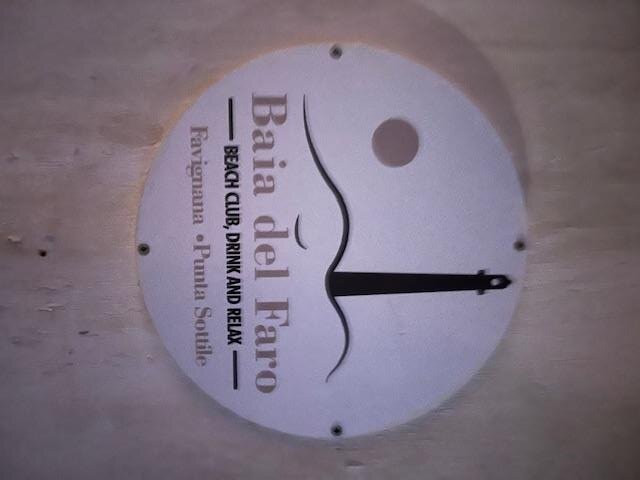 Baia del Faro
BEACH CLUB, DRINK AND RELAX
Favignana • Punta Sottile